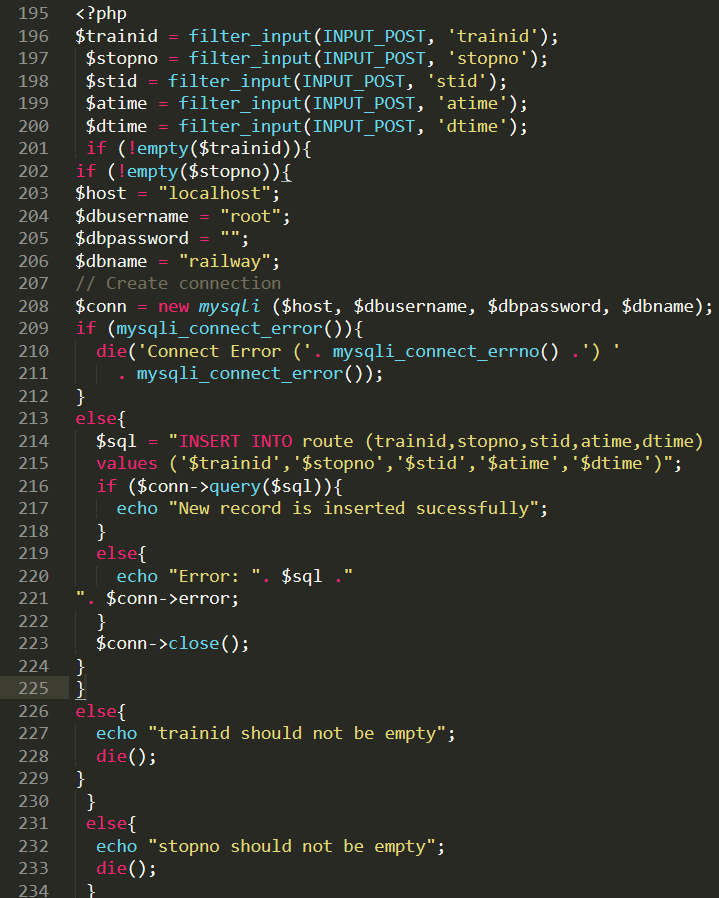 195 <?php
196 $trainid = filter_input(INPUT_POST, 'trainid');
197 $stopno = filter_input(INPUT_POST, 'stopno');
198 $stid = filter_input(INPUT_POST, 'stid');
199 $atime = filter_input(INPUT_POST, 'atime');
200 $dtime = filter_input(INPUT_POST, 'dtime');
201 if (!empty($trainid)){
202 if (!empty($stopno)){
203 $host = "localhost";
204 $dbusername = "root";
205 $dbpassword = "";
206 $dbname = "railway";
207 // Create connection
208 $conn = new mysqli ($host, $dbusername, $dbpassword, $dbname);
209 if (mysqli_connect_error()){
210 die('Connect Error ('. mysqli_connect_errno() .') '
211 . mysqli_connect_error());
212 }
213 else{
214 $sql = "INSERT INTO route (trainid,stopno,stid,atime,dtime)
215 values ('$trainid','$stopno','$stid','$atime','$dtime')";
216 if ($conn->query($sql)){
217 echo "New record is inserted sucessfully";
218 }
219 else{
220 echo "Error: ". $sql ."
221 ". $conn->error;
222 }
223 $conn->close();
224 }
225 }
226 else{
227 echo "trainid should not be empty";
228 die();
229 }
230 }
231 else{
232 echo "stopno should not be empty";
233 die();
234 }